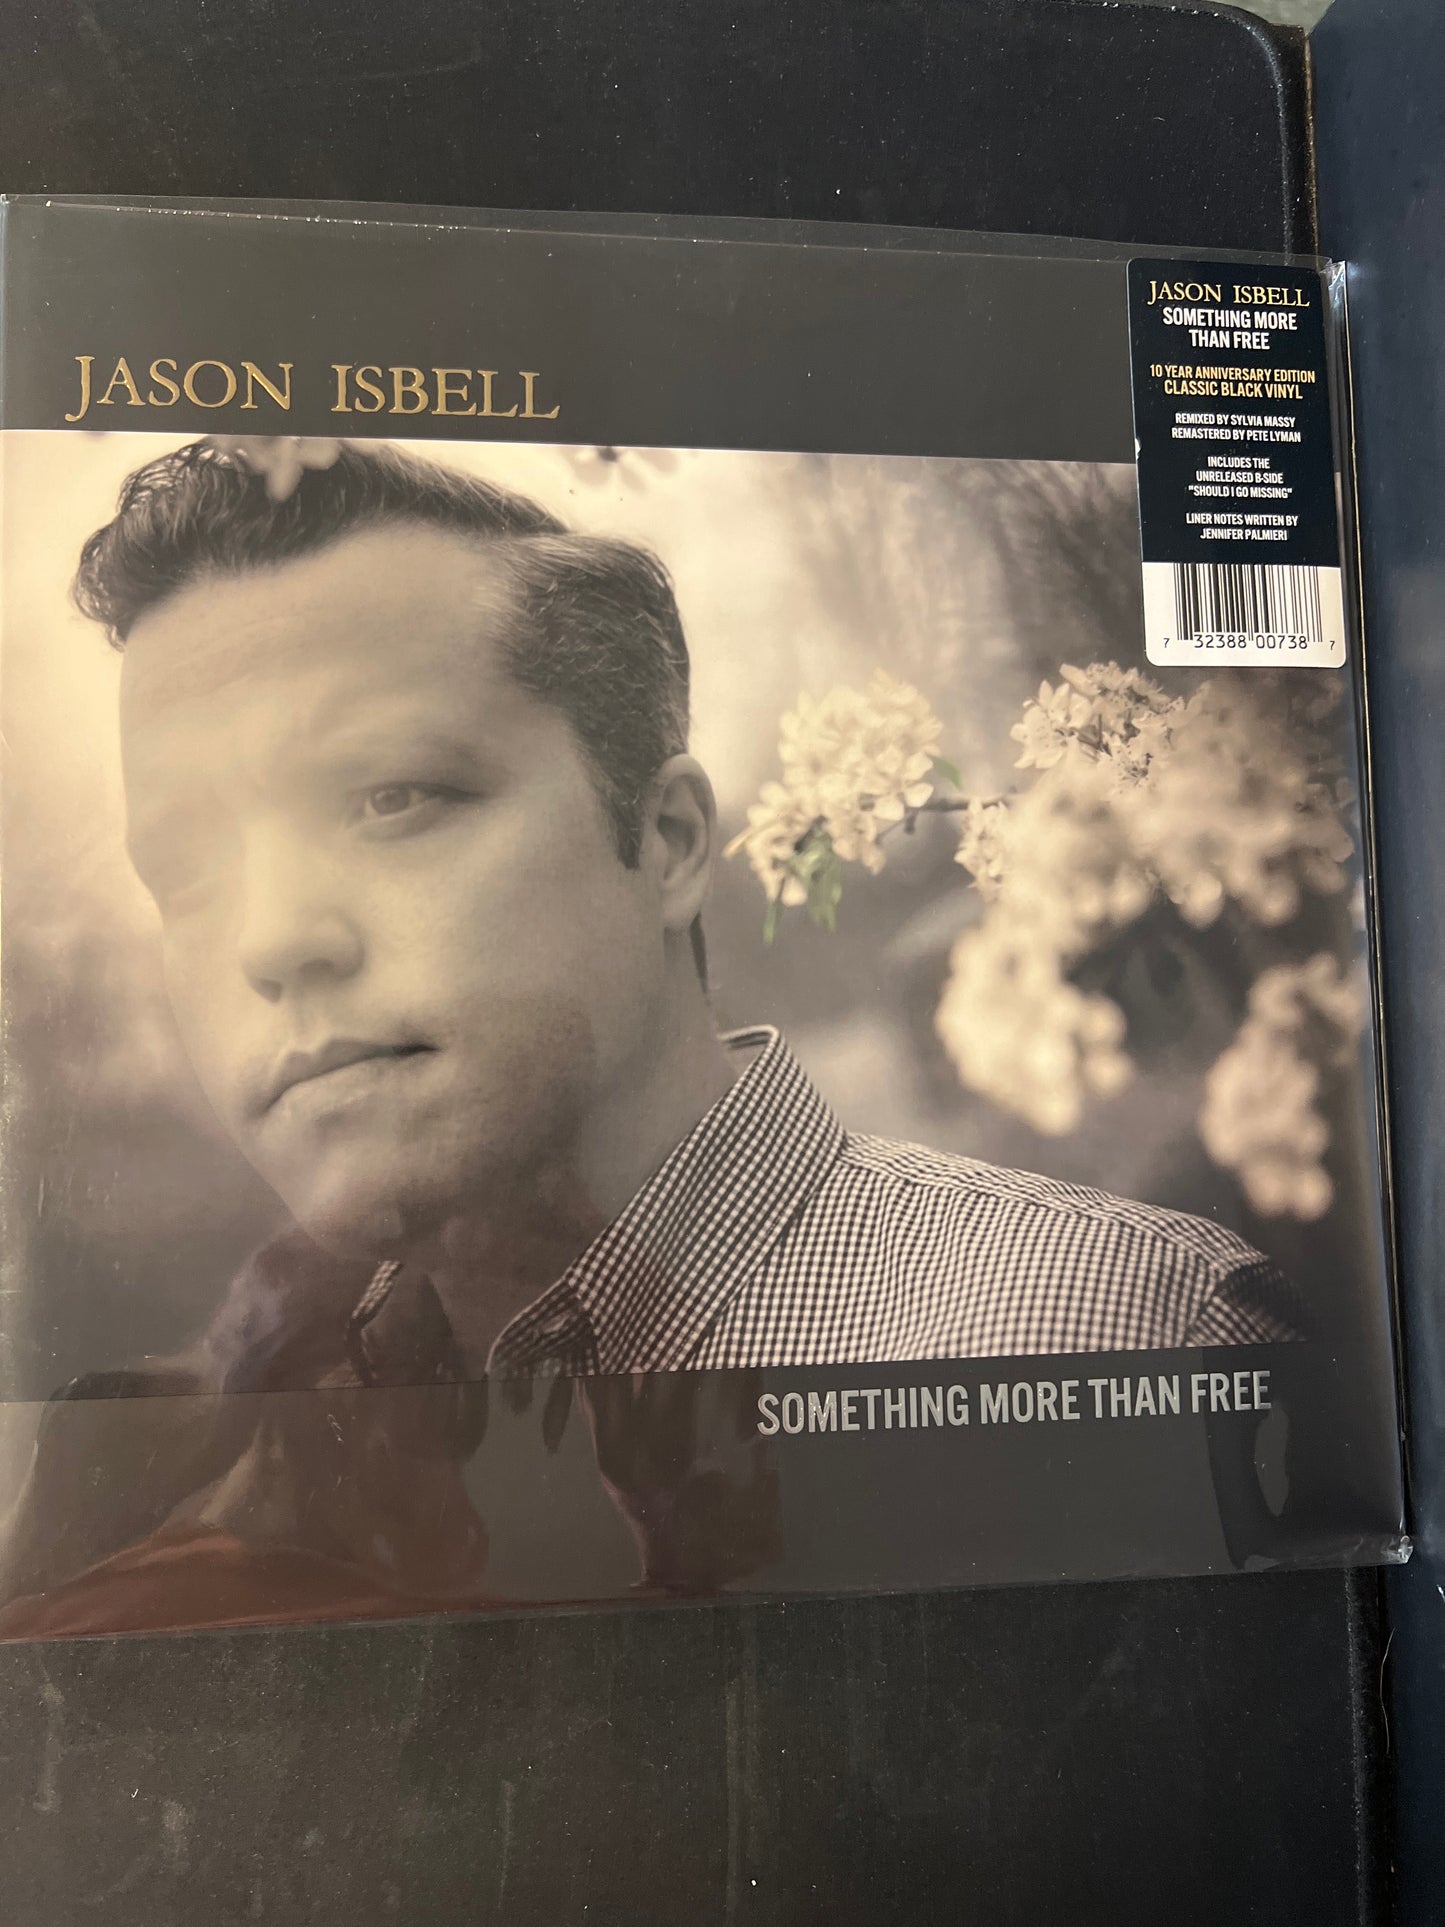 JASON ISBELL
JASON ISBELL
SOMETHING MORE
THAN FREE
10 YEAR ANNIVERSARY EDITION
CLASSIC BLACK VINYL
REMIXED BY SYLVIA MASSY
REMASTERED BY PETE LYMAN
INCLUDES THE
UNRELEASED B-SIDE
"SHOULD I GO MISSING"
LINER NOTES WRITTEN BY
JENNIFER PALMIERI
7 32388 00738 7
SOMETHING MORE THAN FREE